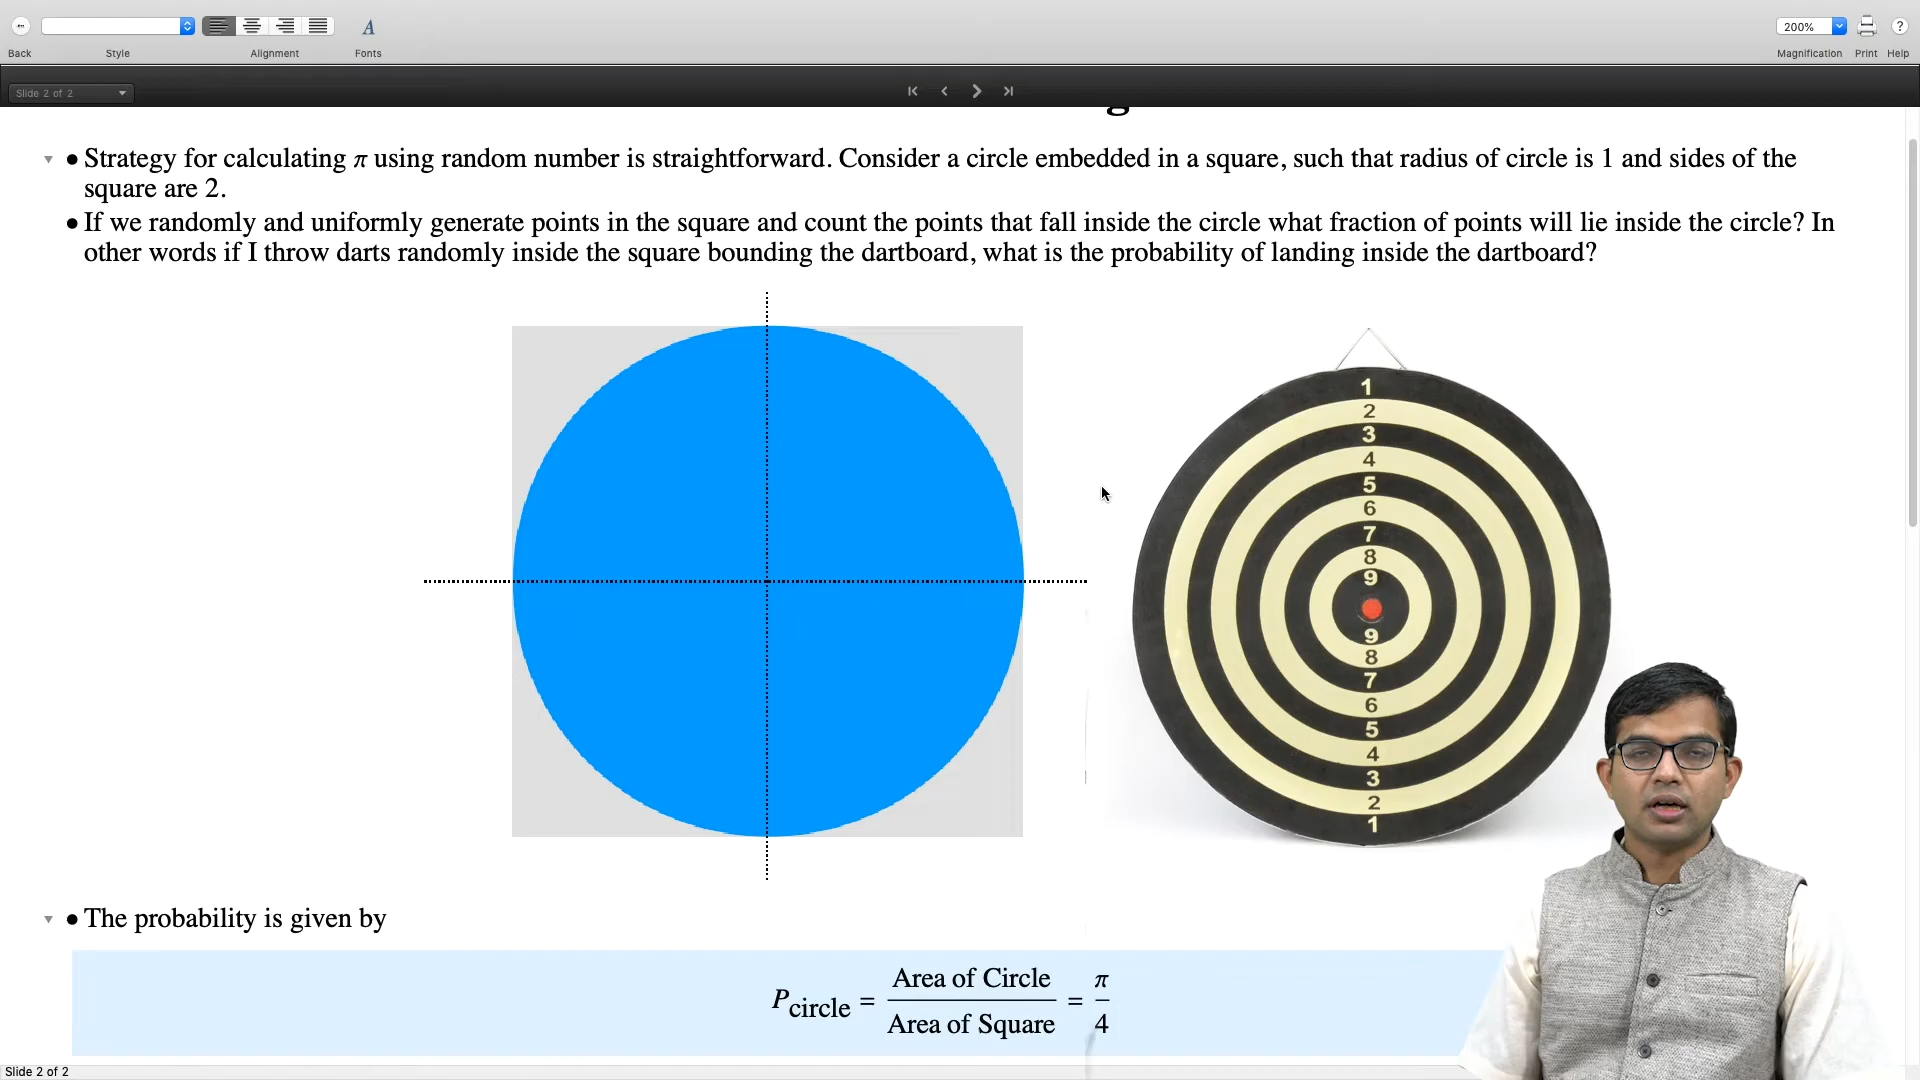 200%
Back
Style
Alignment
Fonts
Magnification
Print
Help
Slide 2 of 2
g
• Strategy for calculating π using random number is straightforward. Consider a circle embedded in a square, such that radius of circle is 1 and sides of the
square are 2.
• If we randomly and uniformly generate points in the square and count the points that fall inside the circle what fraction of points will lie inside the circle? In
other words if I throw darts randomly inside the square bounding the dartboard, what is the probability of landing inside the dartboard?
1
2
3
4
5
6
7
8
9
9
8
7
6
5
4
3
2
1
• The probability is given by
P circle = Area of Circle / Area of Square = π / 4
Slide 2 of 2